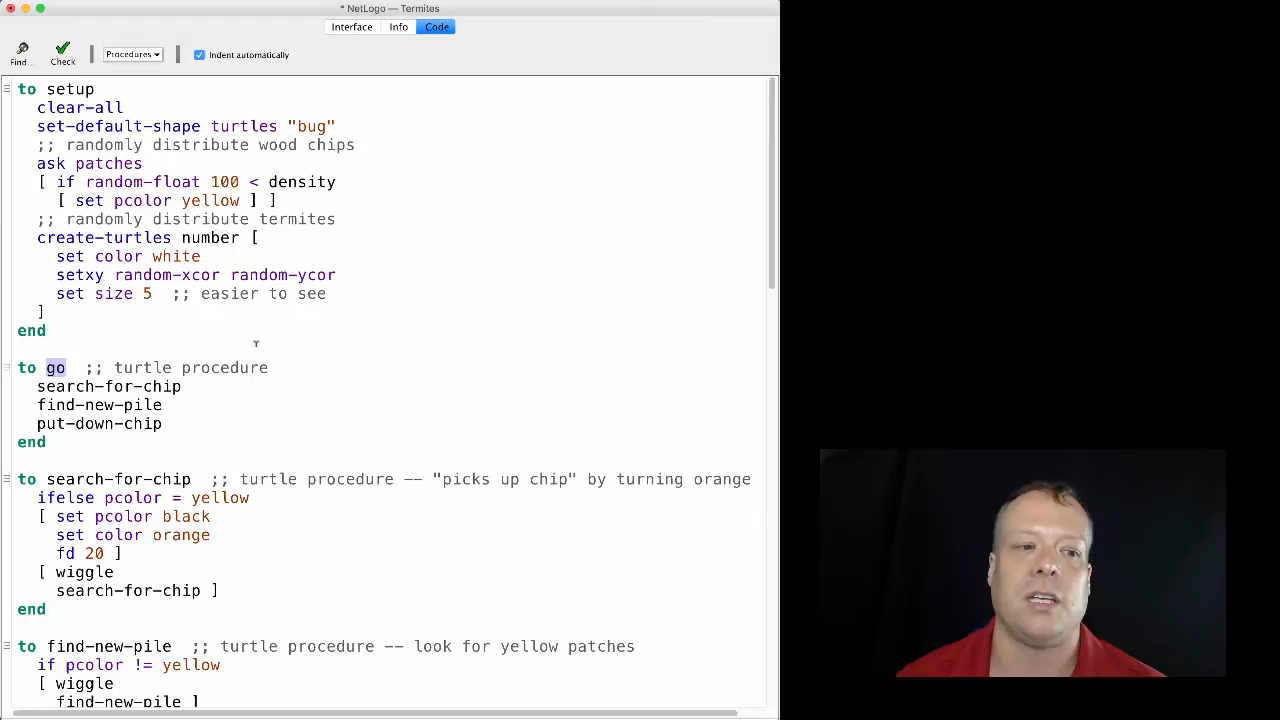 * NetLogo — Termites
Interface Info Code
Find... Check Procedures Indent automatically
to setup
clear-all
set-default-shape turtles "bug"
;; randomly distribute wood chips
ask patches
[ if random-float 100 < density
[ set pcolor yellow ] ]
;; randomly distribute termites
create-turtles number [
set color white
setxy random-xcor random-ycor
set size 5 ;; easier to see
]
end
to go ;; turtle procedure
search-for-chip
find-new-pile
put-down-chip
end
to search-for-chip ;; turtle procedure -- "picks up chip" by turning orange
ifelse pcolor = yellow
[ set pcolor black
set color orange
fd 20 ]
[ wiggle
search-for-chip ]
end
to find-new-pile ;; turtle procedure -- look for yellow patches
if pcolor != yellow
[ wiggle
find-new-pile ]